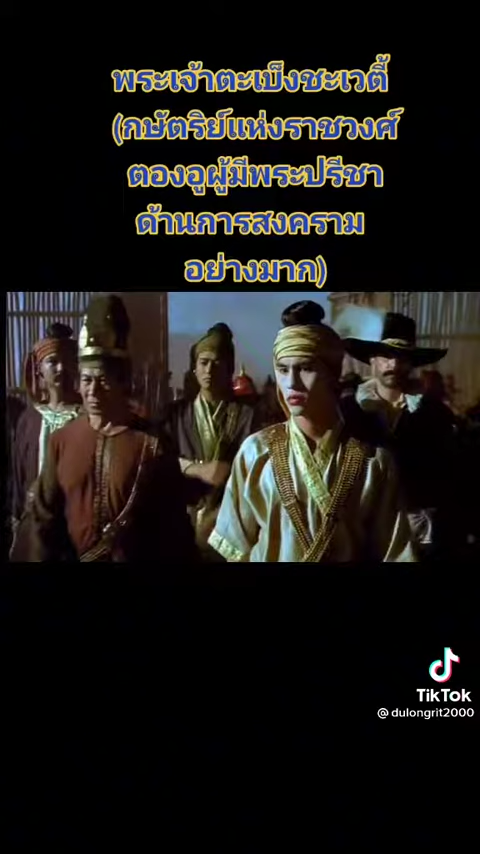 พระเจ้าตะเบ็งชะเวตี้
(กษัตริย์แห่งราชวงศ์
ตองอูผู้มีพระปรีชา
ด้านการสงคราม
อย่างมาก)
TikTok
@dulongrit2000